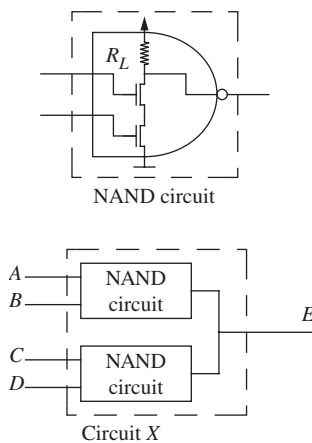 R_L
NAND circuit
A
B
NAND
circuit
E
C
D
NAND
circuit
Circuit X